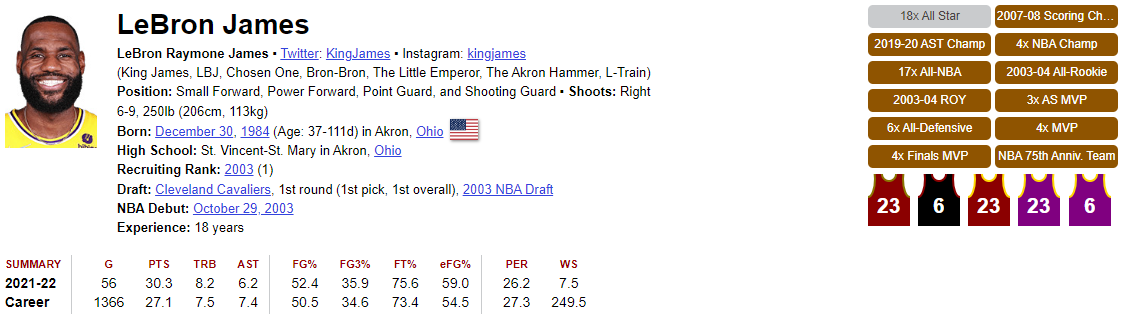 LeBron James
LeBron Raymone James ▪ Twitter: KingJames ▪ Instagram: kingjames
(King James, LBJ, Chosen One, Bron-Bron, The Little Emperor, The Akron Hammer, L-Train)
Position: Small Forward, Power Forward, Point Guard, and Shooting Guard ▪ Shoots: Right
6-9, 250lb (206cm, 113kg)
Born: December 30, 1984 (Age: 37-111d) in Akron, Ohio
High School: St. Vincent-St. Mary in Akron, Ohio
Recruiting Rank: 2003 (1)
Draft: Cleveland Cavaliers, 1st round (1st pick, 1st overall), 2003 NBA Draft
NBA Debut: October 29, 2003
Experience: 18 years
18x All Star 2007-08 Scoring Ch...
2019-20 AST Champ 4x NBA Champ
17x All-NBA 2003-04 All-Rookie
2003-04 ROY 3x AS MVP
6x All-Defensive 4x MVP
4x Finals MVP NBA 75th Anniv. Team
23 6 23 23 6
SUMMARY G PTS TRB AST FG% FG3% FT% eFG% PER WS
2021-22 56 30.3 8.2 6.2 52.4 35.9 75.6 59.0 26.2 7.5
Career 1366 27.1 7.5 7.4 50.5 34.6 73.4 54.5 27.3 249.5